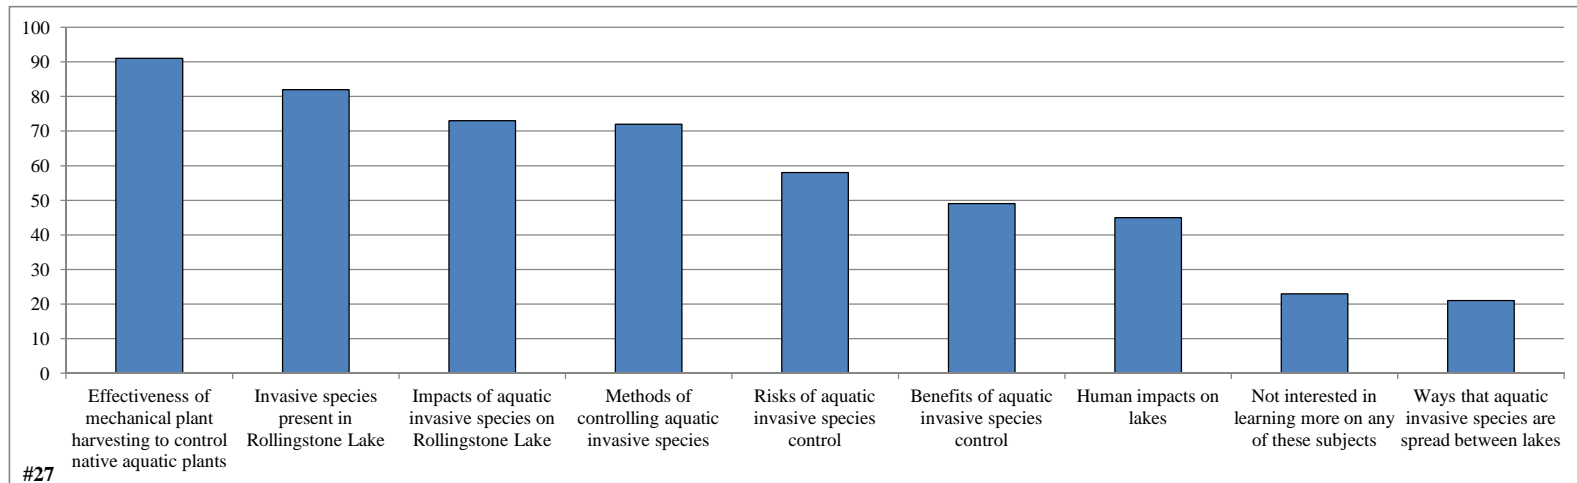 100
90
80
70
60
50
40
30
20
10
0
Effectiveness of
mechanical plant
harvesting to control
native aquatic plants
Invasive species
present in
Rollingstone Lake
Impacts of aquatic
invasive species on
Rollingstone Lake
Methods of
controlling aquatic
invasive species
Risks of aquatic
invasive species
control
Benefits of aquatic
invasive species
control
Human impacts on
lakes
Not interested in
learning more on any
of these subjects
Ways that aquatic
invasive species are
spread between lakes
#27